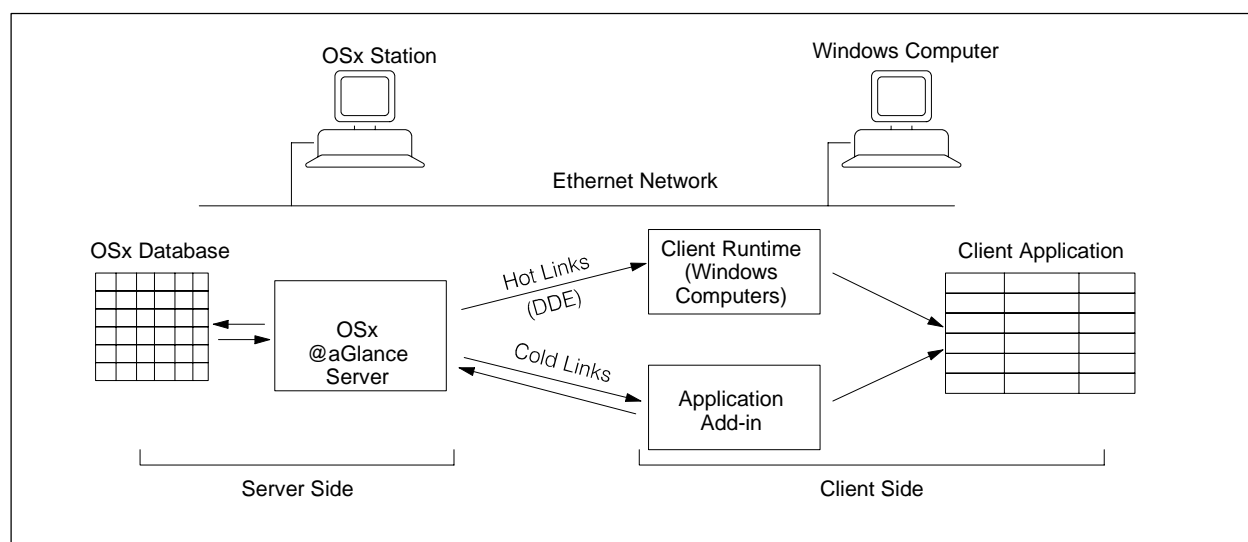 OSx Station
Windows Computer
Ethernet Network
OSx Database
OSx
@aGlance
Server
Hot Links
(DDE)
Cold Links
Client Runtime
(Windows
Computers)
Application
Add-in
Client Application
Server Side
Client Side